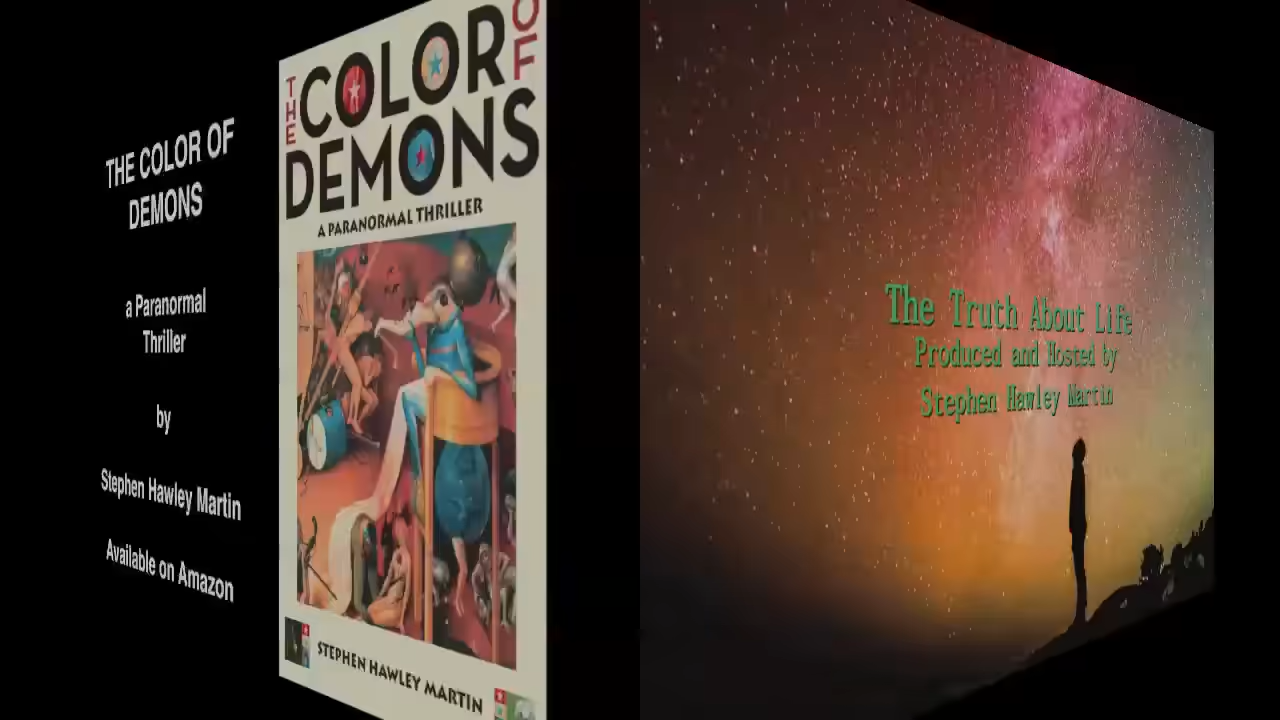 THE COLOR OF
DEMONS
a Paranormal
Thriller
by
Stephen Hawley Martin
Available on Amazon
THE COLOR OF
DEMONS
A PARANORMAL THRILLER
STEPHEN HAWLEY MARTIN
The Truth About Life
Produced and Hosted by
Stephen Hawley Martin